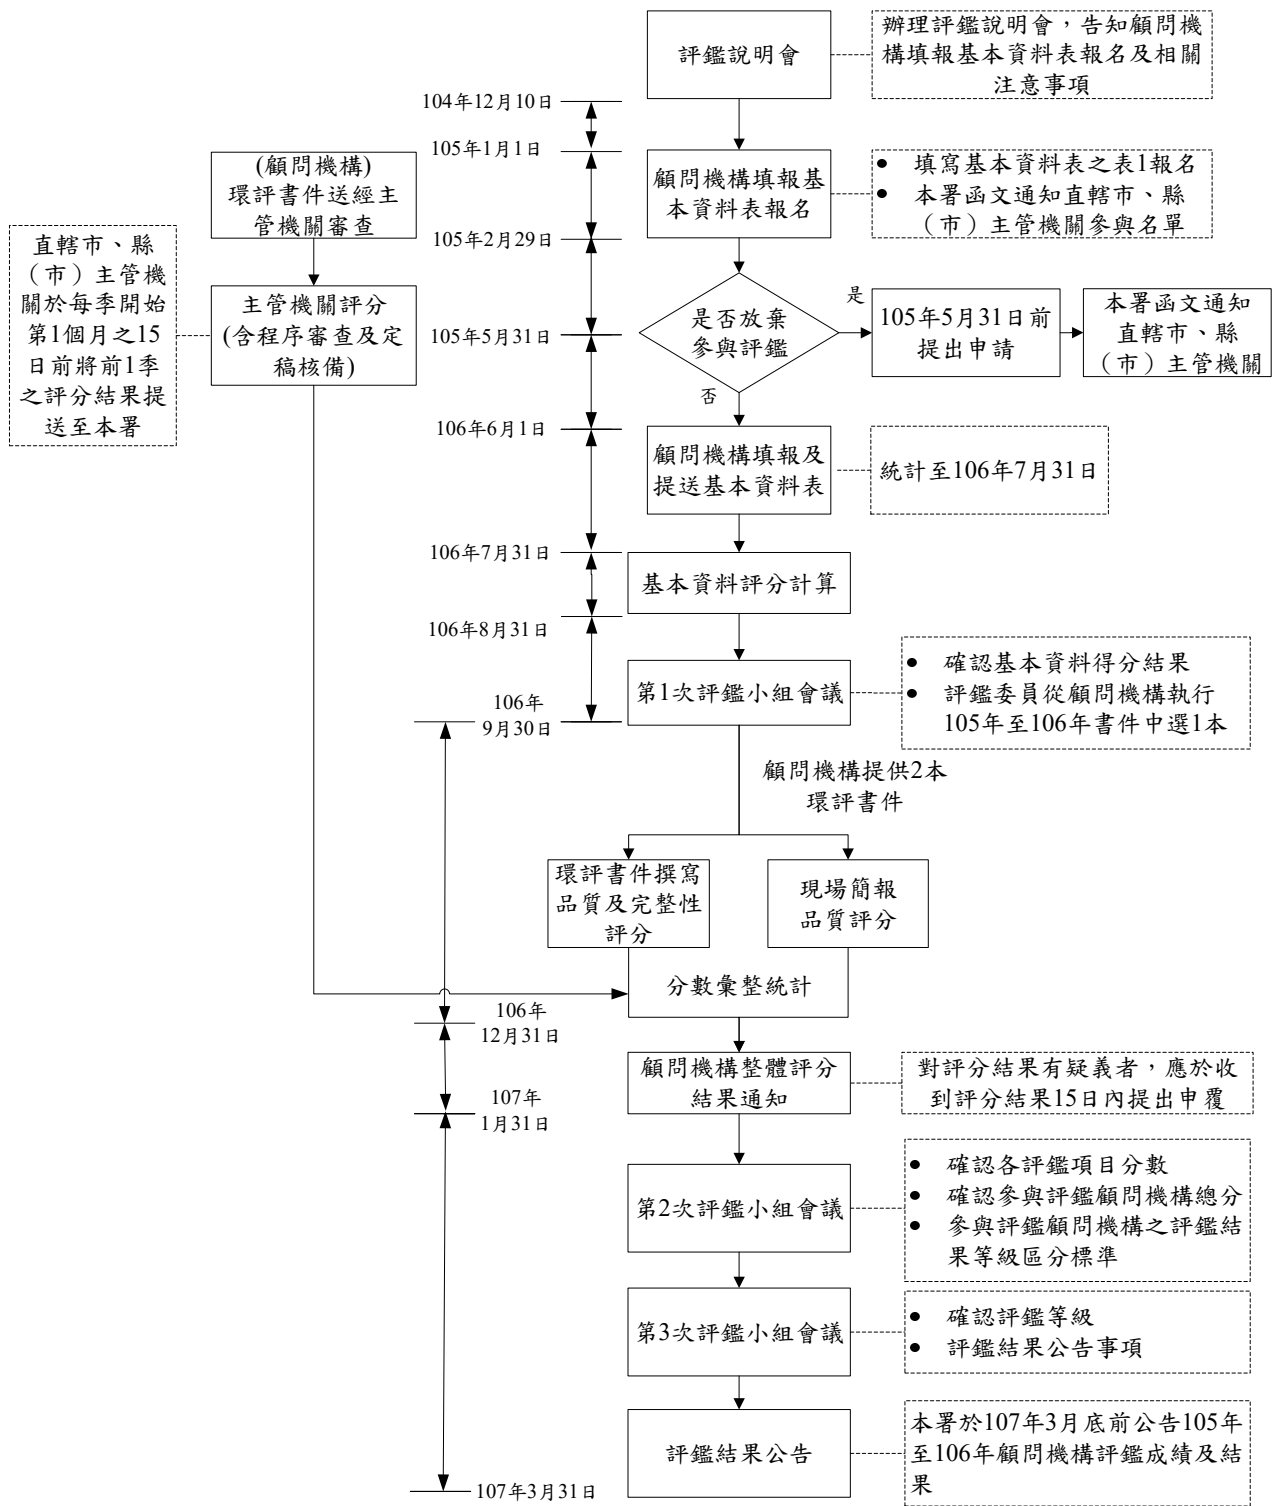 評鑑說明會
辦理評鑑說明會，告知顧問機
構填報基本資料表報名及相關
注意事項
104年12月10日
105年1月1日
(顧問機構)
環評書件送經主
管機關審查
顧問機構填報基
本資料表報名
● 填寫基本資料表之表1報名
● 本署函文通知直轄市、縣
（市）主管機關參與名單
105年2月29日
直轄市、縣
（市）主管機
關於每季開始
第1個月之15
日前將前1季
之評分結果提
送至本署
主管機關評分
(含程序審查及定
稿核備)
105年5月31日
是否放棄
參與評鑑
是
105年5月31日前
提出申請
本署函文通知
直轄市、縣
（市）主管機關
否
106年6月1日
顧問機構填報及
提送基本資料表
統計至106年7月31日
106年7月31日
基本資料評分計算
106年8月31日
第1次評鑑小組會議
● 確認基本資料得分結果
● 評鑑委員從顧問機構執行
105年至106年書件中選1本
106年
9月30日
顧問機構提供2本
環評書件
環評書件撰寫
品質及完整性
評分
現場簡報
品質評分
分數彙整統計
106年
12月31日
顧問機構整體評分
結果通知
對評分結果有疑義者，應於收
到評分結果15日內提出申覆
107年
1月31日
第2次評鑑小組會議
● 確認各評鑑項目分數
● 確認參與評鑑顧問機構總分
● 參與評鑑顧問機構之評鑑結
果等級區分標準
第3次評鑑小組會議
● 確認評鑑等級
● 評鑑結果公告事項
評鑑結果公告
本署於107年3月底前公告105年
至106年顧問機構評鑑成績及結
果
107年3月31日